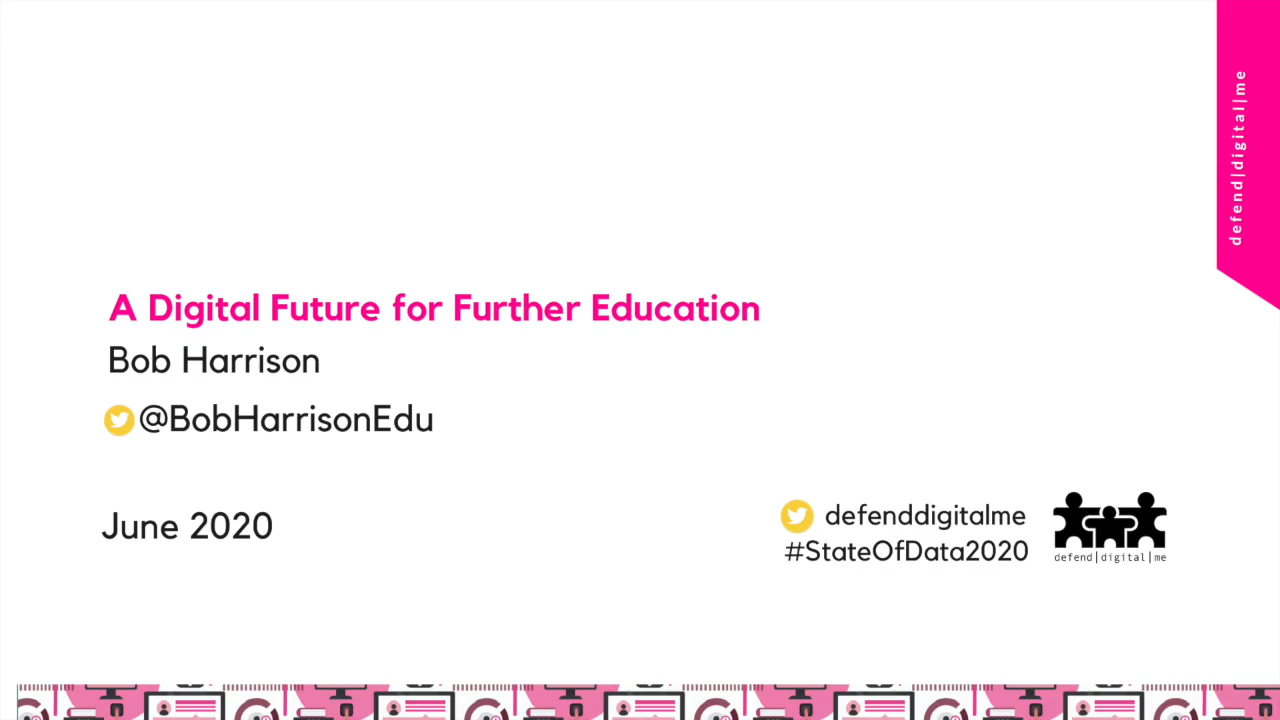 defend|digital|me
A Digital Future for Further Education
Bob Harrison
@BobHarrisonEdu
June 2020
defenddigitalme
#StateOfData2020
defend|digital|me